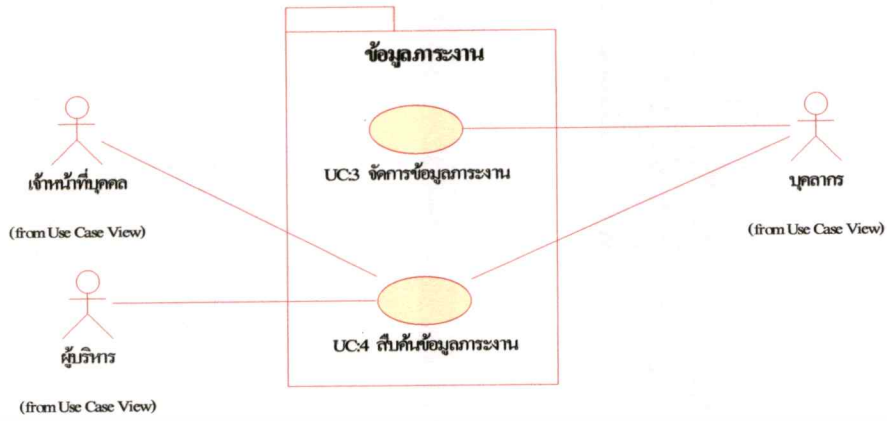 ข้อมูลภาระงาน
UC:3 จัดการข้อมูลภาระงาน
เจ้าหน้าที่บุคคล
บุคลากร
(from Use Case View)
(from Use Case View)
UC:4 สืบค้นข้อมูลภาระงาน
ผู้บริหาร
(from Use Case View)